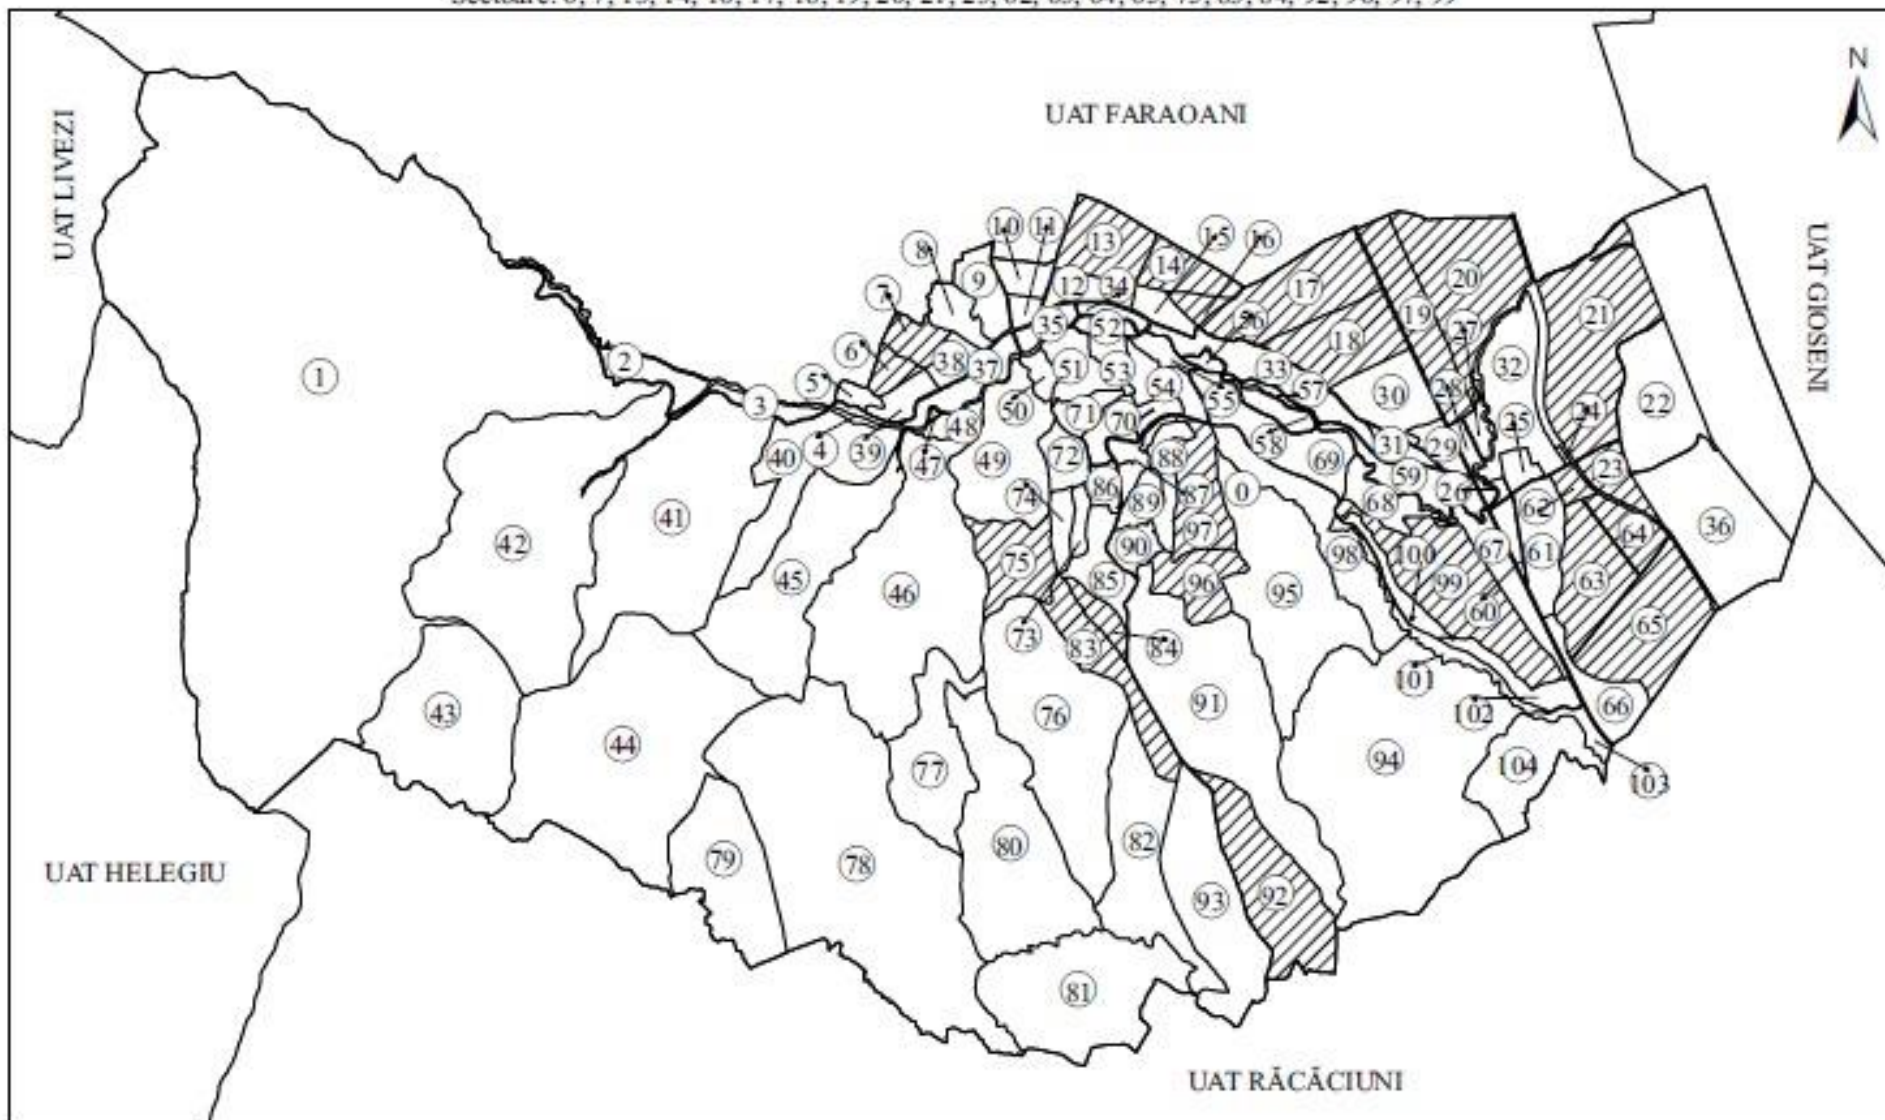 N
UAT FARAOANI
UAT LIVEZI
UAT GIOSENI
10 11 13 15 16
8 9 12 34 14 17 20
7 35 52 56 19 27 21
6 38 37 51 53 18 32
1 2 5 50 54 33 57 30 28 22
3 48 71 70 55 25 24
40 4 39 47 49 72 88 58 69 31 29 23
41 74 86 89 87 0 68 59 26 62 36
42 90 97 98 100 67 61 64
45 46 75 85 96 95 99 60 63 65
73 83 84
43 76 91 101 102 66
44 77 94 104 103
79 78 80 82 93 92
UAT HELEGIU
81
UAT RĂCĂCIUNI